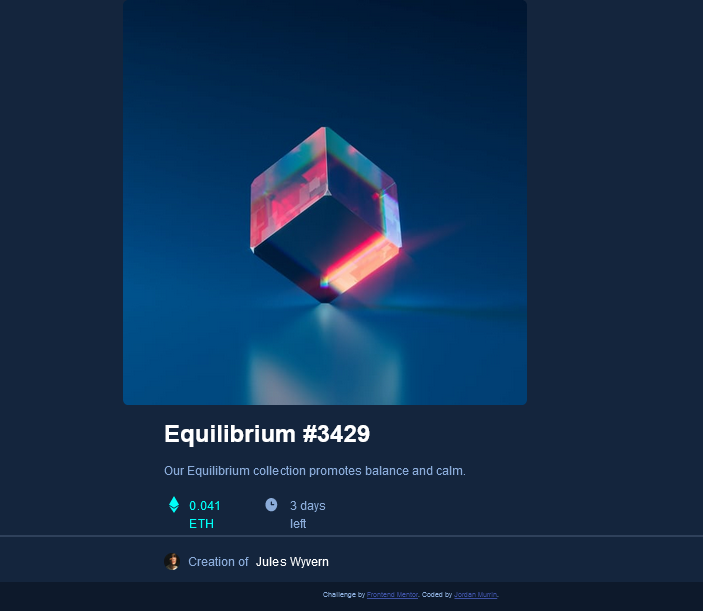 Equilibrium #3429
Our Equilibrium collection promotes balance and calm.
0.041 ETH
3 days left
Creation of Jules Wyvern
Challenge by Frontend Mentor. Coded by Jordan Murrin.